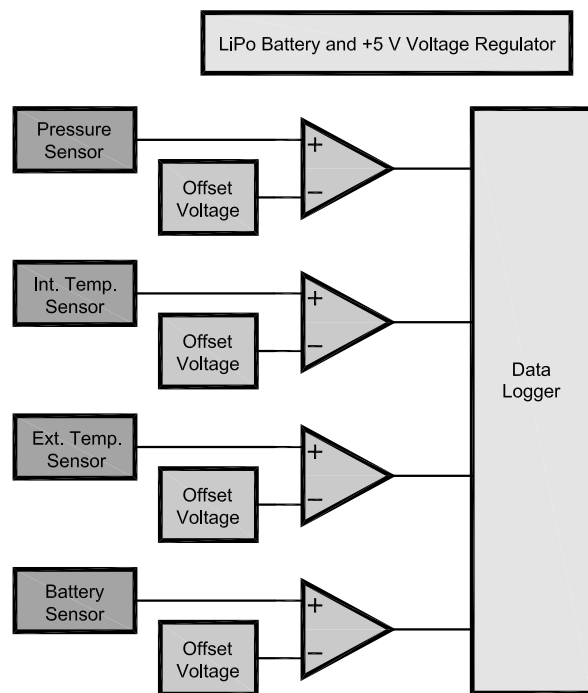 LiPo Battery and +5 V Voltage Regulator
Pressure
Sensor
+
Offset
Voltage
−
Int. Temp.
Sensor
+
Offset
Voltage
−
Data
Logger
Ext. Temp.
Sensor
+
Offset
Voltage
−
Battery
Sensor
+
Offset
Voltage
−